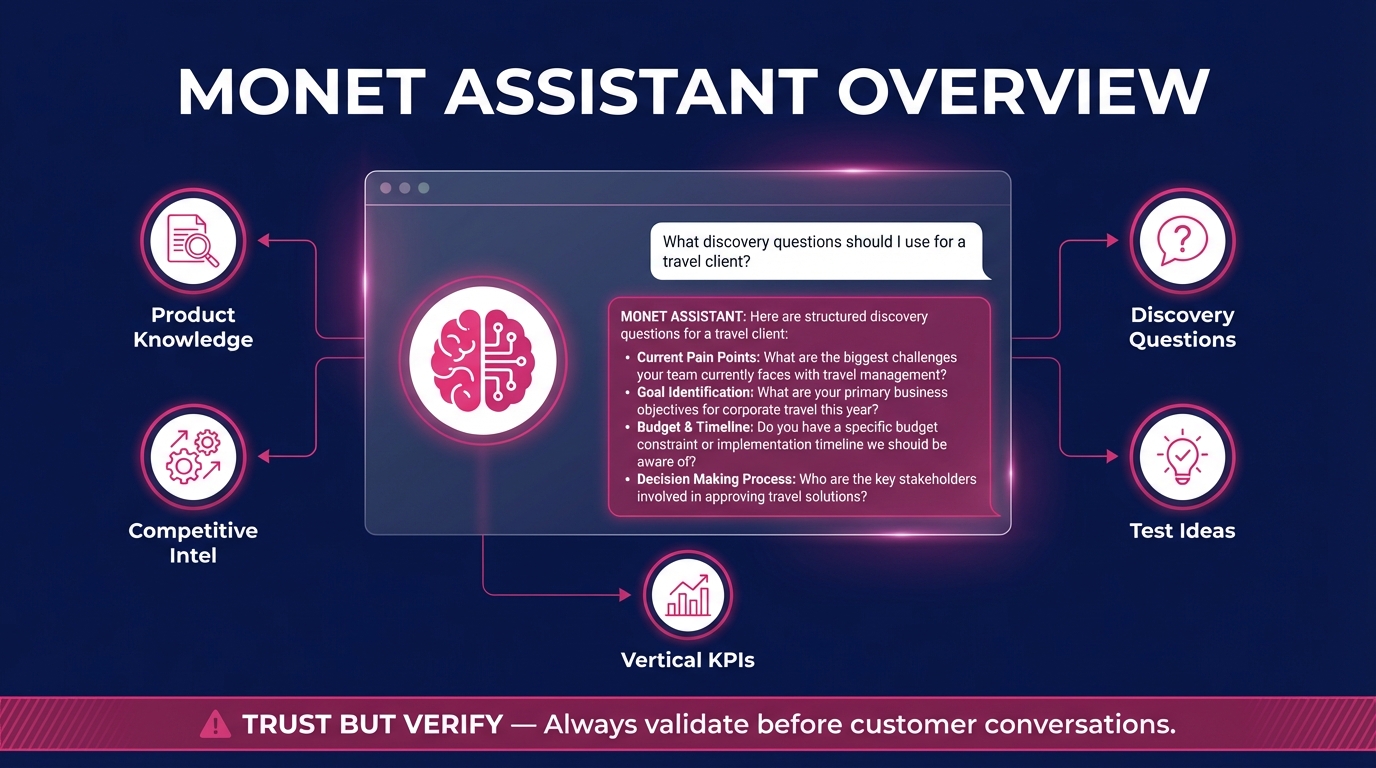 MONET ASSISTANT OVERVIEW
Product
Knowledge
Competitive
Intel
What discovery questions should I use for a
travel client?
MONET ASSISTANT: Here are structured discovery
questions for a travel client:
• Current Pain Points: What are the biggest challenges
your team currently faces with travel management?
• Goal Identification: What are your primary business
objectives for corporate travel this year?
• Budget & Timeline: Do you have a specific budget
constraint or implementation timeline we should be
aware of?
• Decision Making Process: Who are the key stakeholders
involved in approving travel solutions?
Discovery
Questions
Test Ideas
Vertical KPIs
TRUST BUT VERIFY — Always validate before customer conversations.